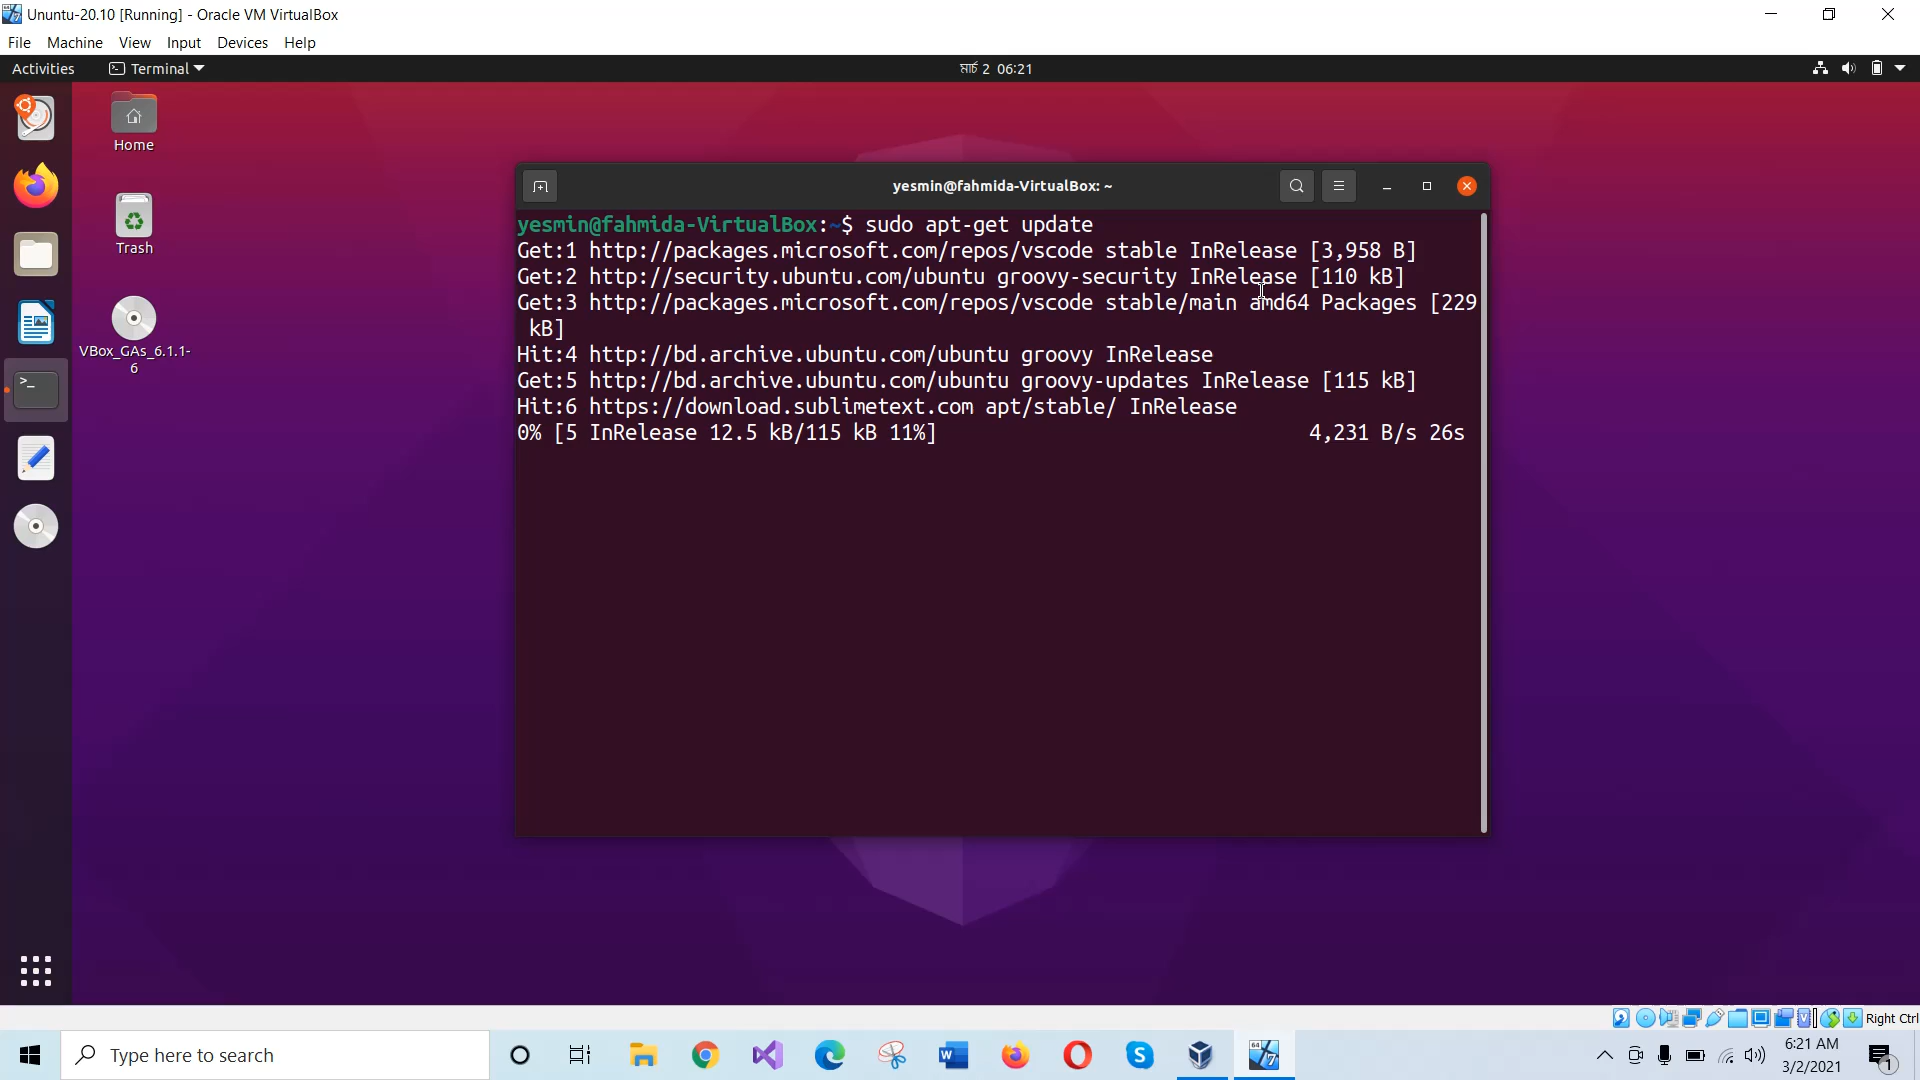 Ununtu-20.10 [Running] - Oracle VM VirtualBox
File Machine View Input Devices Help
Activities Terminal মার্চ 2 06:21
Home
Trash
VBox_GAs_6.1.1-
6
yesmin@fahmida-VirtualBox: ~
yesmin@fahmida-VirtualBox:~$ sudo apt-get update
Get:1 http://packages.microsoft.com/repos/vscode stable InRelease [3,958 B]
Get:2 http://security.ubuntu.com/ubuntu groovy-security InRelease [110 kB]
Get:3 http://packages.microsoft.com/repos/vscode stable/main amd64 Packages [229
kB]
Hit:4 http://bd.archive.ubuntu.com/ubuntu groovy InRelease
Get:5 http://bd.archive.ubuntu.com/ubuntu groovy-updates InRelease [115 kB]
Hit:6 https://download.sublimetext.com apt/stable/ InRelease
0% [5 InRelease 12.5 kB/115 kB 11%] 4,231 B/s 26s
Right Ctrl
Type here to search
6:21 AM
3/2/2021
1